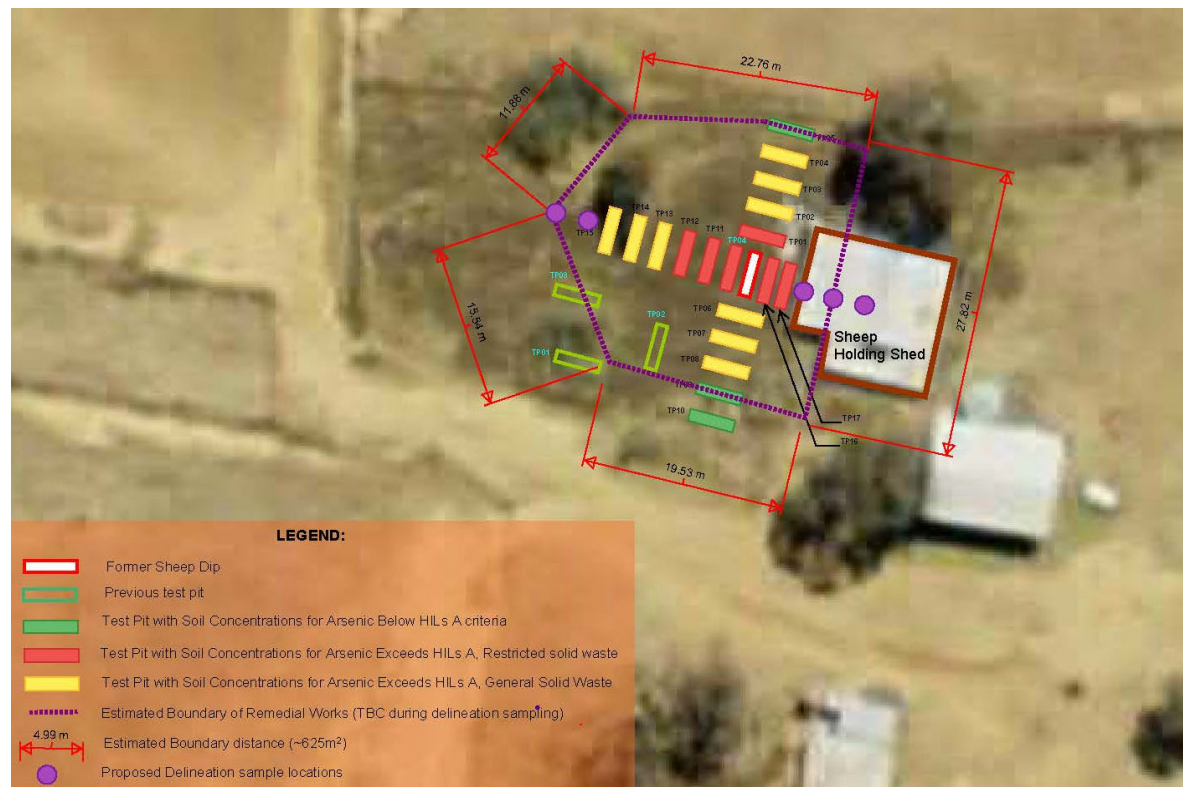 22.76 m
11.88 m
TP05
TP04
TP03
TP02
TP14
TP13
TP12
TP11
TP04
TP01
TP15
TP03
TP02
TP06
TP07
TP08
TP01
TP09
TP10
15.54 m
27.82 m
19.53 m
Sheep
Holding Shed
TP17
TP16
LEGEND:
Former Sheep Dip
Previous test pit
Test Pit with Soil Concentrations for Arsenic Below HILs A criteria
Test Pit with Soil Concentrations for Arsenic Exceeds HILs A, Restricted solid waste
Test Pit with Soil Concentrations for Arsenic Exceeds HILs A, General Solid Waste
Estimated Boundary of Remedial Works (TBC during delineation sampling)
4.99 m
Estimated Boundary distance (~625m²)
Proposed Delineation sample locations